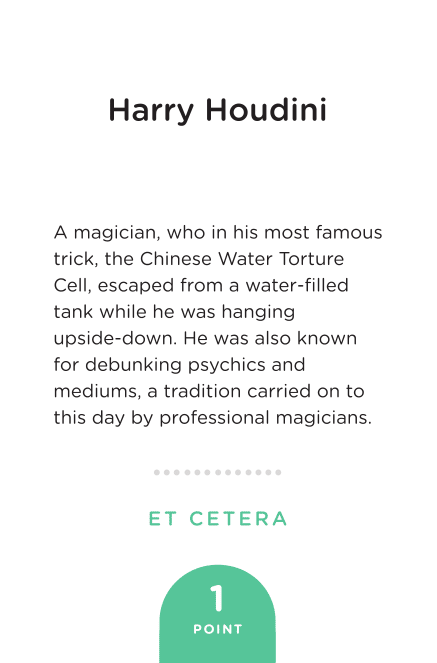 Harry Houdini
A magician, who in his most famous
trick, the Chinese Water Torture
Cell, escaped from a water-filled
tank while he was hanging
upside-down. He was also known
for debunking psychics and
mediums, a tradition carried on to
this day by professional magicians.
ET CETERA
1
POINT